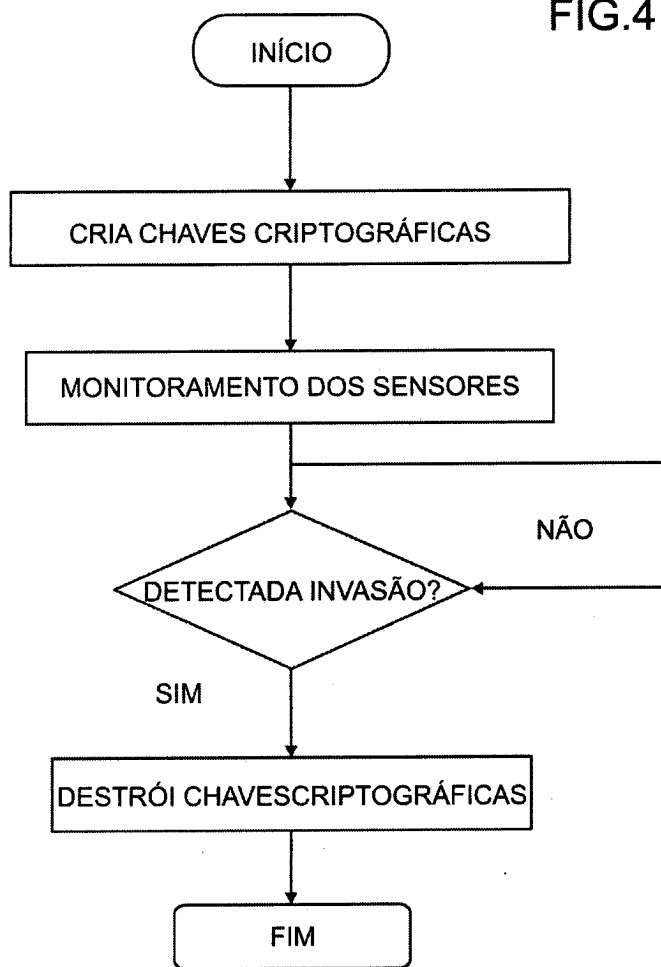 FIG.4
INÍCIO
CRIA CHAVES CRIPTOGRÁFICAS
MONITORAMENTO DOS SENSORES
NÃO
DETECTADA INVASÃO?
SIM
DESTRÓI CHAVESCRIPTOGRÁFICAS
FIM